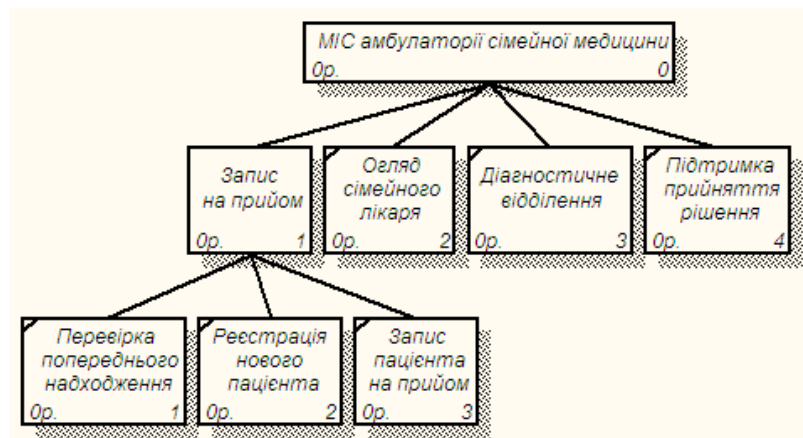 МІС амбулаторії сімейної медицини
0р. 0
Запис
на прийом
0р. 1
Огляд
сімейного
лікаря
0р. 2
Діагностичне
відділення
0р. 3
Підтримка
прийняття
рішення
0р. 4
Перевірка
попереднього
надходження
0р. 1
Реєстрація
нового
пацієнта
0р. 2
Запис
пацієнта
на прийом
0р. 3